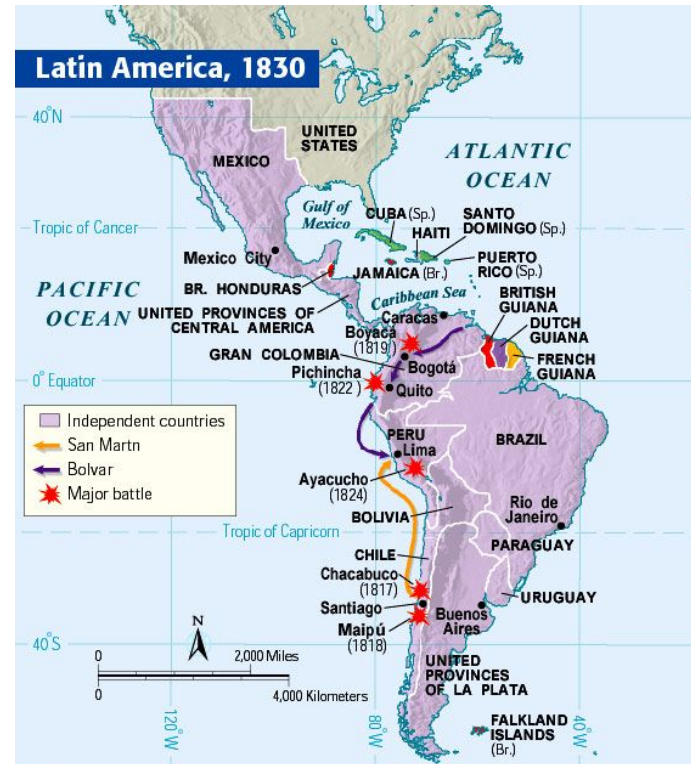 Latin America, 1830
40°N
UNITED
STATES
MEXICO
ATLANTIC
OCEAN
Gulf of
Mexico
CUBA (Sp.)
SANTO
DOMINGO (Sp.)
HAITI
Tropic of Cancer
Mexico City
PUERTO
RICO (Sp.)
JAMAICA (Br.)
BR. HONDURAS
PACIFIC
OCEAN
Caribbean Sea
UNITED PROVINCES OF
CENTRAL AMERICA
BRITISH
GUIANA
Caracas
DUTCH
GUIANA
Boyacá
(1819)
GRAN COLOMBIA
Bogotá
FRENCH
GUIANA
Pichincha
(1822 )
0° Equator
Quito
Independent countries
San Martn
Bolvar
Major battle
PERU
Lima
BRAZIL
Ayacucho
(1824)
BOLIVIA
Rio de
Janeiro
Tropic of Capricorn
PARAGUAY
CHILE
Chacabuco
(1817)
URUGUAY
Santiago
Buenos
Aires
Maipú
(1818)
40°S
N
0
2,000 Miles
0
4,000 Kilometers
UNITED
PROVINCES
OF LA PLATA
120°W
80°W
40°W
FALKLAND
ISLANDS
(Br.)